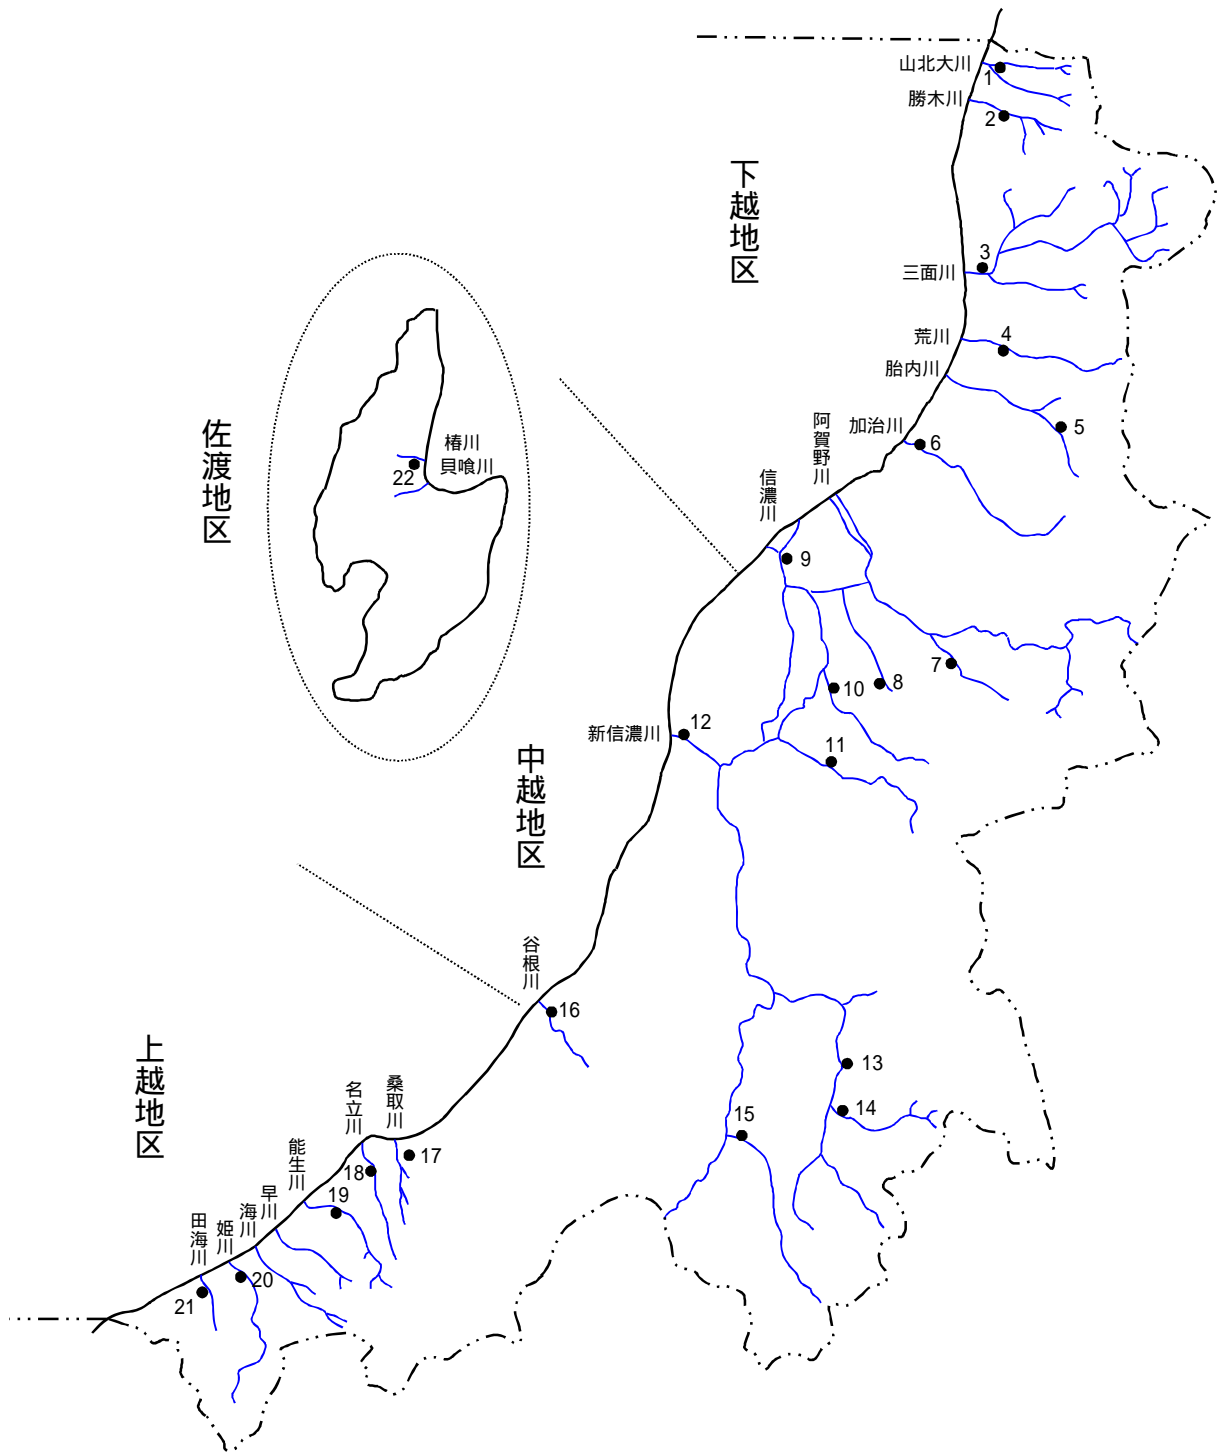 山北大川
1
勝木川
2
下越地区
3
三面川
荒川
4
胎内川
5
加治川
6
阿賀野川
信濃川
佐渡地区
椿川
貝喰川
22
9
7
8
10
11
12
新信濃川
中越地区
谷根川
16
13
14
15
上越地区
桑取川
名立川
17
18
能生川
19
早川
海川
姫川
田海川
20
21